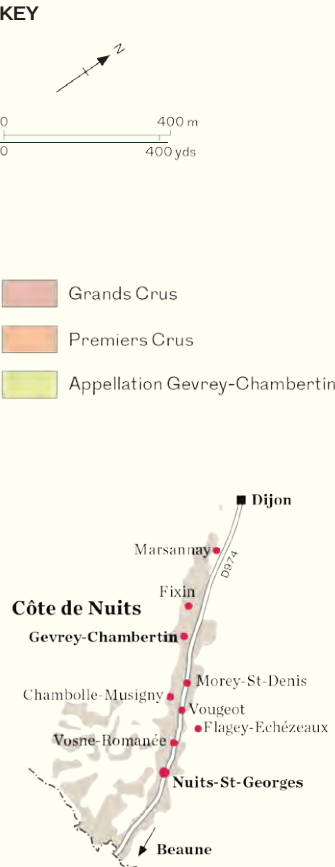 KEY
N
0 400 m
0 400 yds
Grands Crus
Premiers Crus
Appellation Gevrey-Chambertin
Dijon
Marsannay
D974
Fixin
Côte de Nuits
Gevrey-Chambertin
Morey-St-Denis
Chambolle-Musigny
Vougeot
Flagey-Echézeaux
Vosne-Romanée
Nuits-St-Georges
Beaune